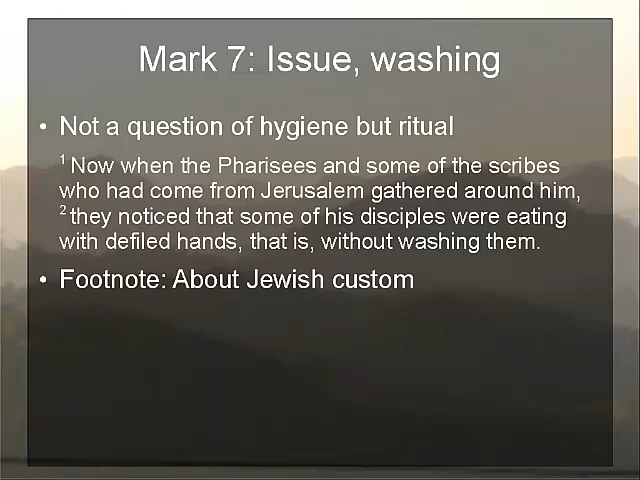 Mark 7: Issue, washing
• Not a question of hygiene but ritual
1 Now when the Pharisees and some of the scribes
who had come from Jerusalem gathered around him,
2 they noticed that some of his disciples were eating
with defiled hands, that is, without washing them.
• Footnote: About Jewish custom